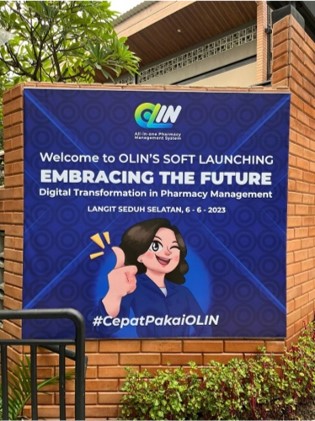 OLIN
All-in-one Pharmacy
Management System
Welcome to OLIN'S SOFT LAUNCHING
EMBRACING THE FUTURE
Digital Transformation in Pharmacy Management
LANGIT SEDUH SELATAN, 6 - 6 - 2023
#CepatPakaiOLIN